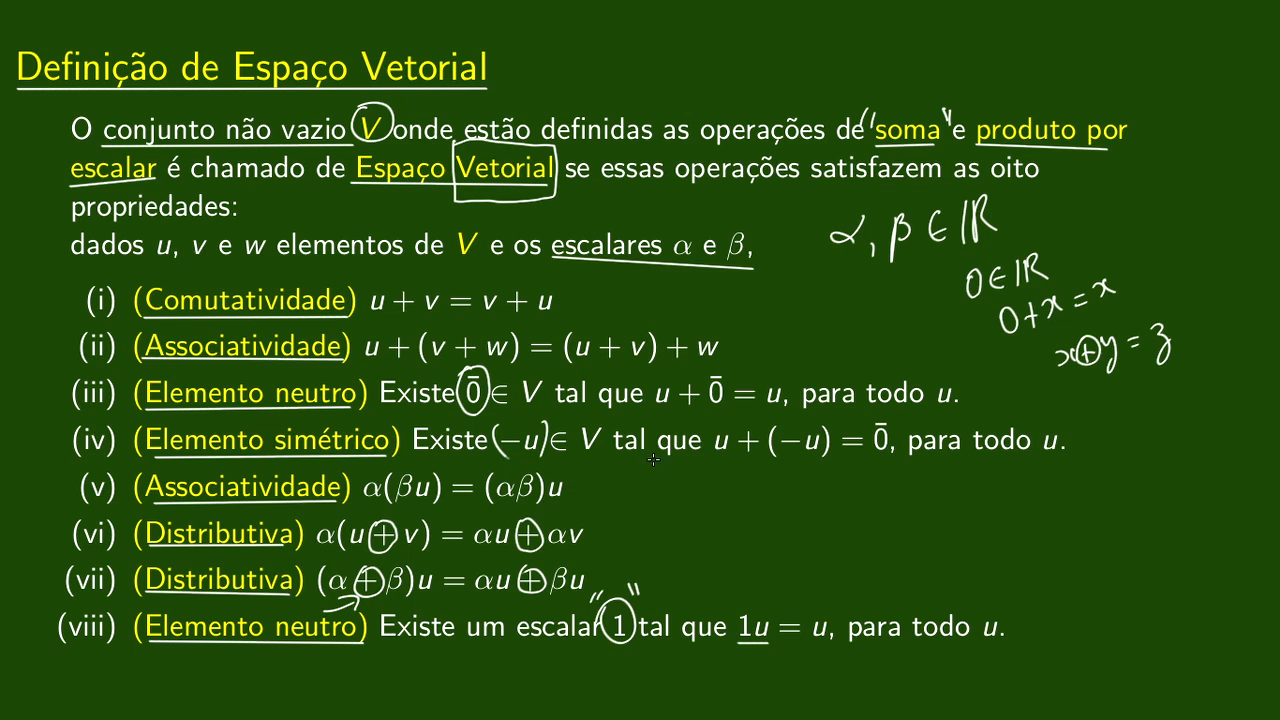 Definição de Espaço Vetorial
O conjunto não vazio V onde estão definidas as operações de "soma" e produto por
escalar é chamado de Espaço Vetorial se essas operações satisfazem as oito
propriedades:
dados u, v e w elementos de V e os escalares α e β,
α, β ∈ ℝ
0 ∈ ℝ
0 + x = x
x + y = z
(i) (Comutatividade) u + v = v + u
(ii) (Associatividade) u + (v + w) = (u + v) + w
(iii) (Elemento neutro) Existe 0̄ ∈ V tal que u + 0̄ = u, para todo u.
(iv) (Elemento simétrico) Existe (−u) ∈ V tal que u + (−u) = 0̄, para todo u.
(v) (Associatividade) α(βu) = (αβ)u
(vi) (Distributiva) α(u + v) = αu + αv
(vii) (Distributiva) (α + β)u = αu + βu
(viii) (Elemento neutro) Existe um escalar "1" tal que 1u = u, para todo u.